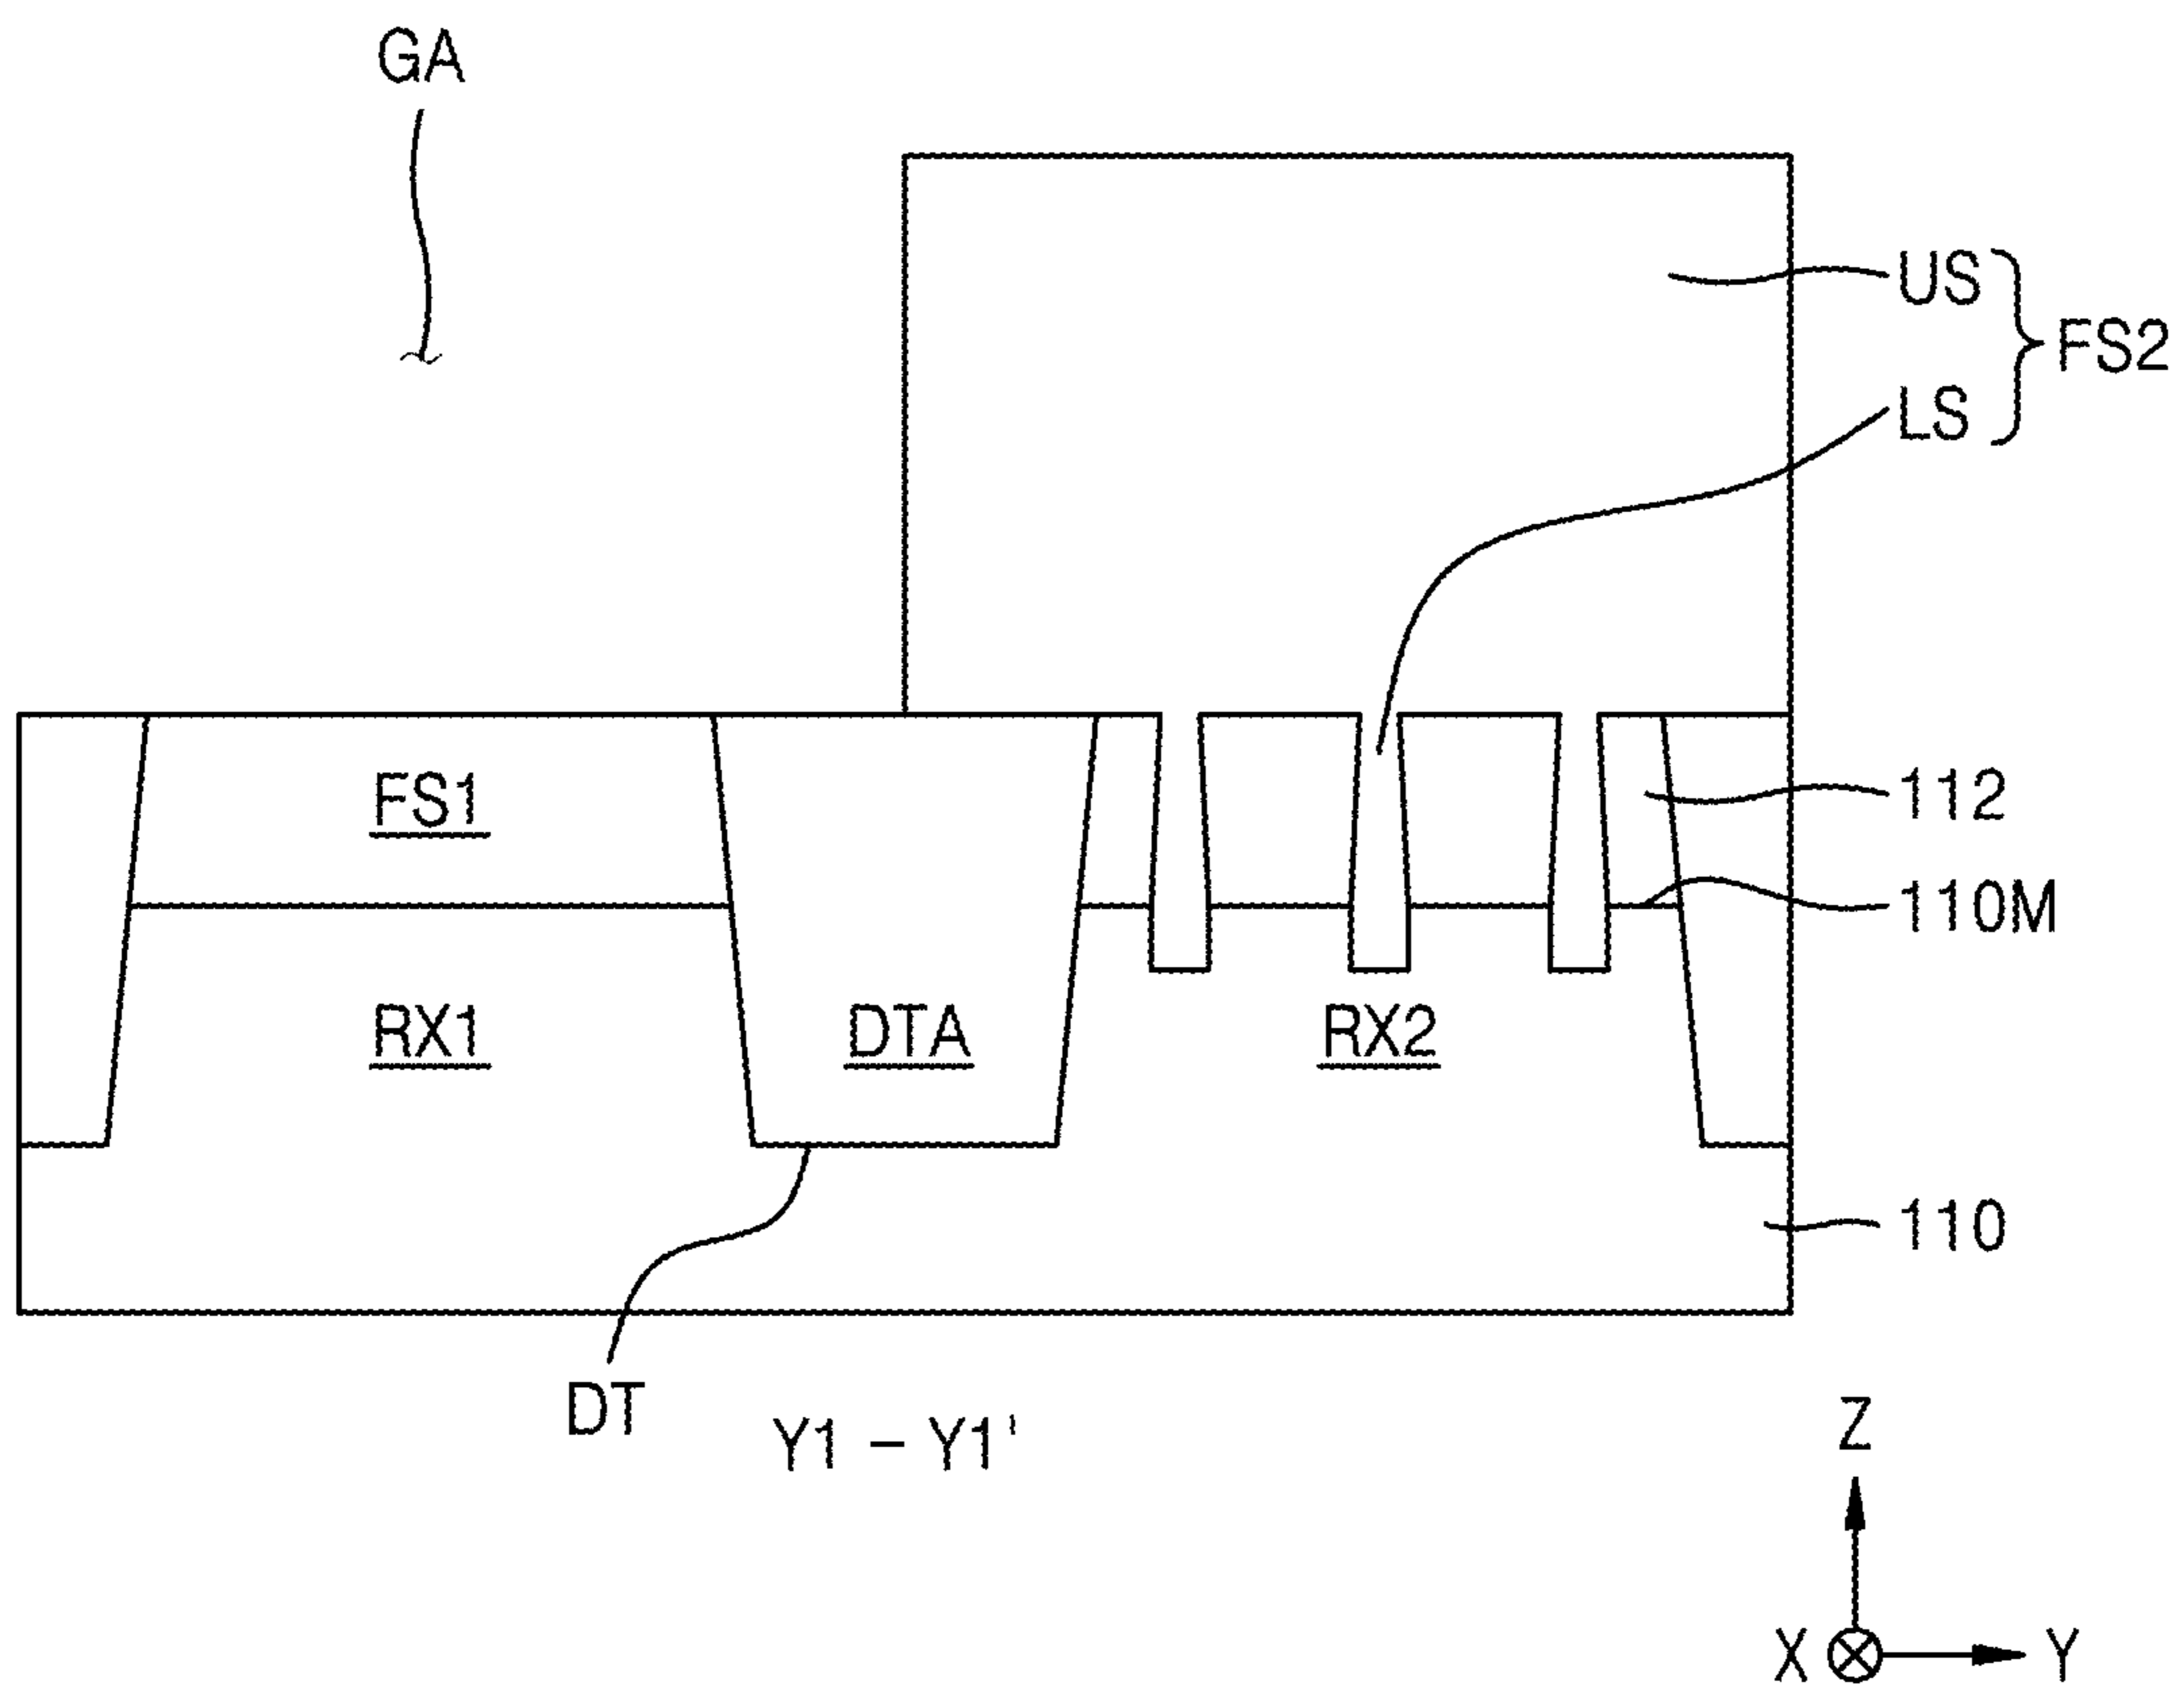 GA
US
FS2
LS
FS1
112
110M
RX1
DTA
RX2
110
DT
Y1 - Y1'
Z
X
Y